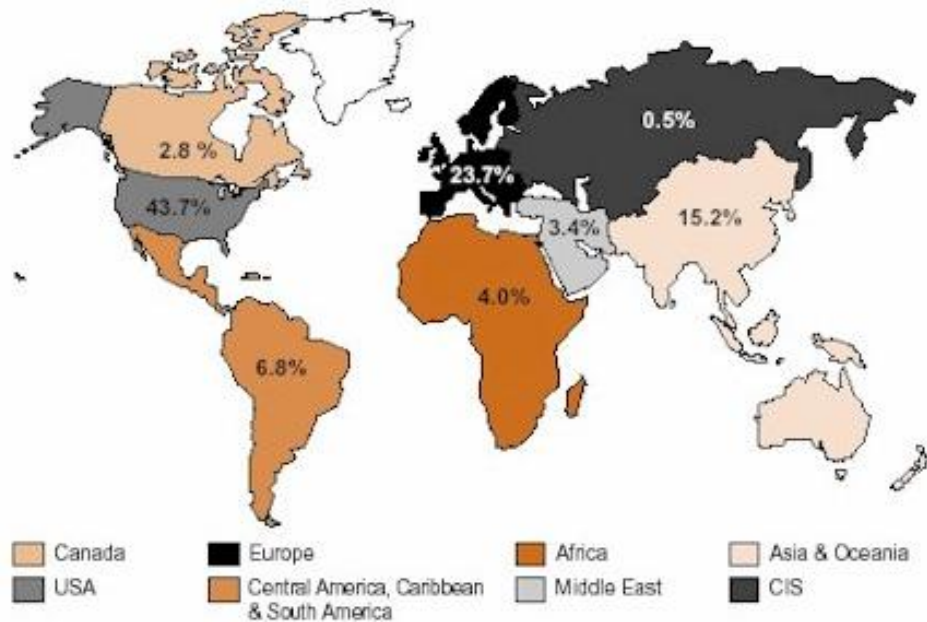 0.5%
2.8 %
23.7%
43.7%
15.2%
3.4%
4.0%
6.8%
Canada
Europe
Africa
Asia & Oceania
USA
Central America, Caribbean
& South America
Middle East
CIS